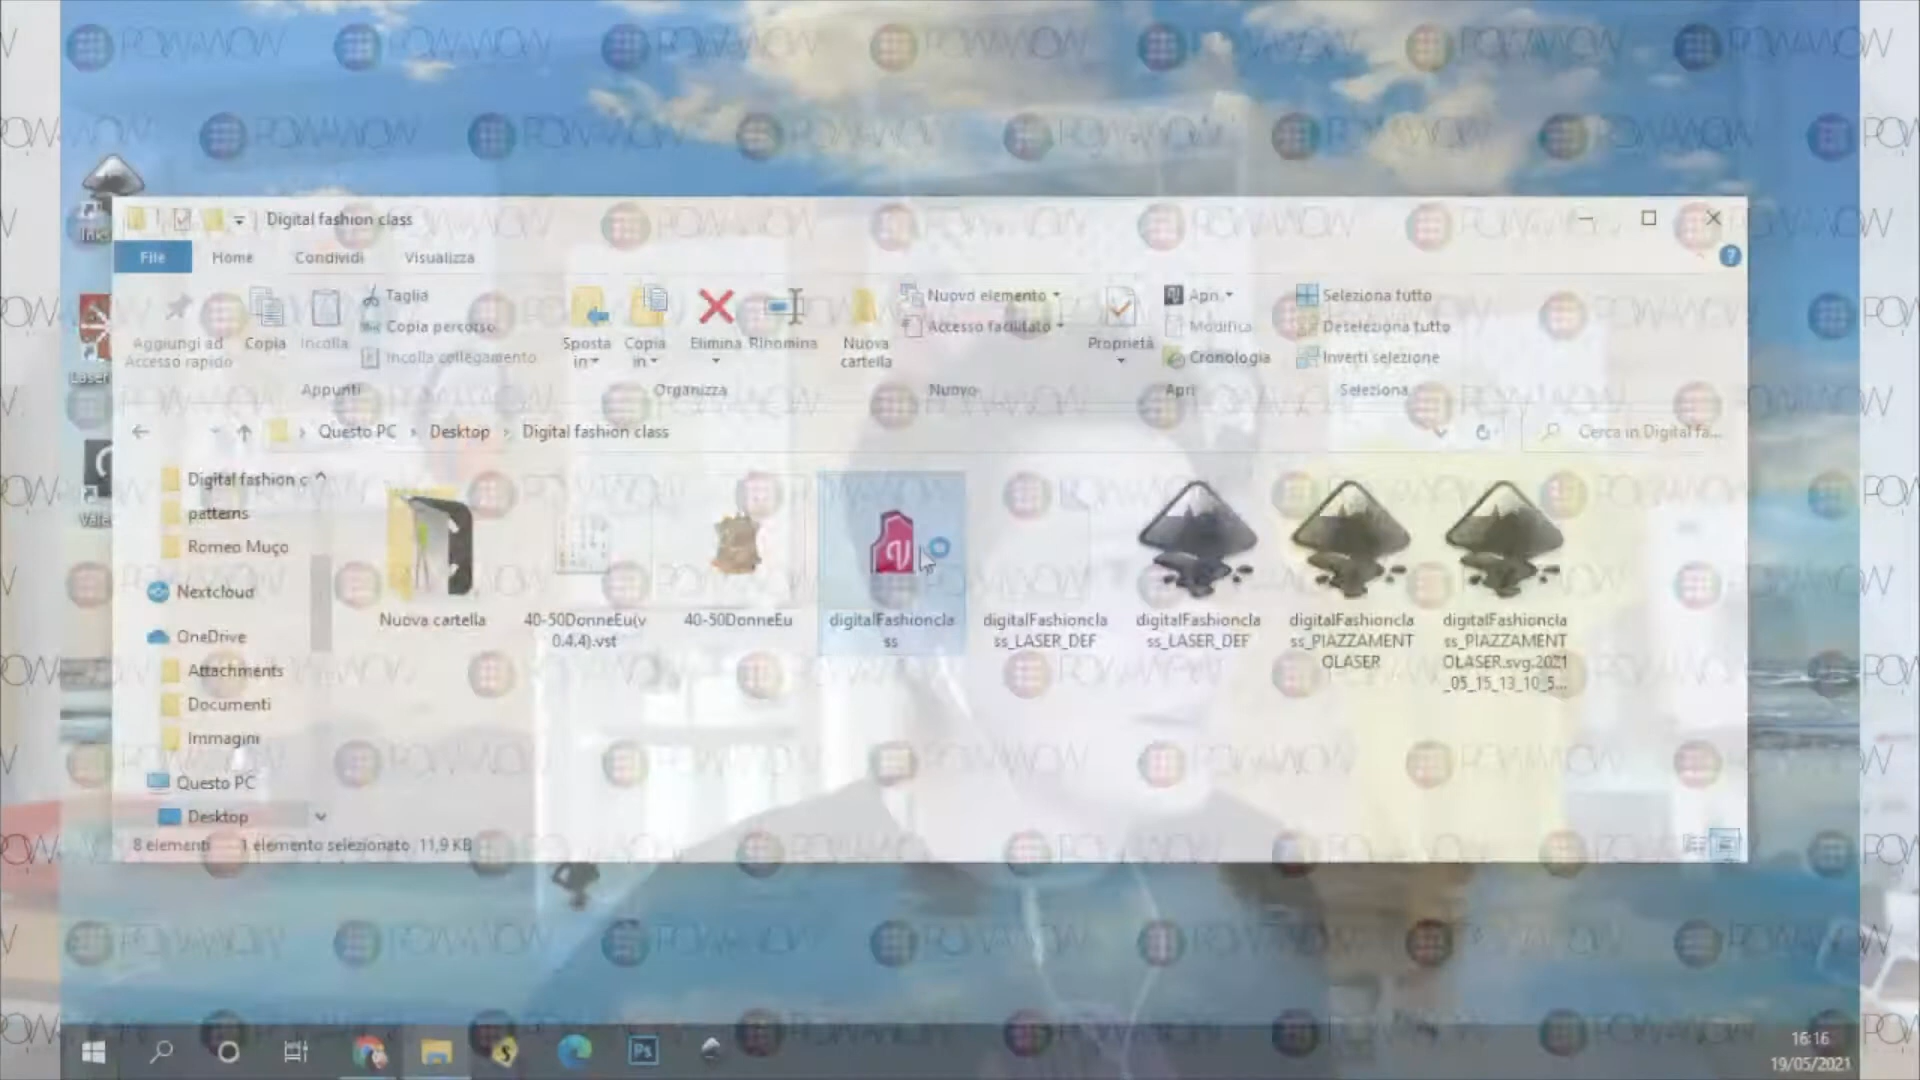 Digital fashion class
File Home Condividi Visualizza
Aggiungi ad
Accesso rapido
Copia
Incolla
Taglia
Copia percorso
Incolla collegamento
Appunti
Sposta
in
Copia
in
Elimina
Rinomina
Organizza
Nuova
cartella
Nuovo elemento
Accesso facilitato
Nuovo
Proprietà
Apri
Modifica
Cronologia
Apri
Seleziona tutto
Deseleziona tutto
Inverti selezione
Seleziona
Questo PC > Desktop > Digital fashion class
Cerca in Digital fa...
Digital fashion c
patterns
Romeo Muço
Nextcloud
OneDrive
Attachments
Documenti
Immagini
Questo PC
Desktop
Nuova cartella
40-50DonneEu(v
0.4.4).vst
40-50DonneEu
digitalFashioncla
ss
digitalFashioncla
ss_LASER_DEF
digitalFashioncla
ss_LASER_DEF
digitalFashioncla
ss_PIAZZAMENT
OLASER
digitalFashioncla
ss_PIAZZAMENT
OLASER.svg.2021
_05_15_13_10_5...
8 elementi 1 elemento selezionato 11,9 KB
Ps
16:16
19/05/2021